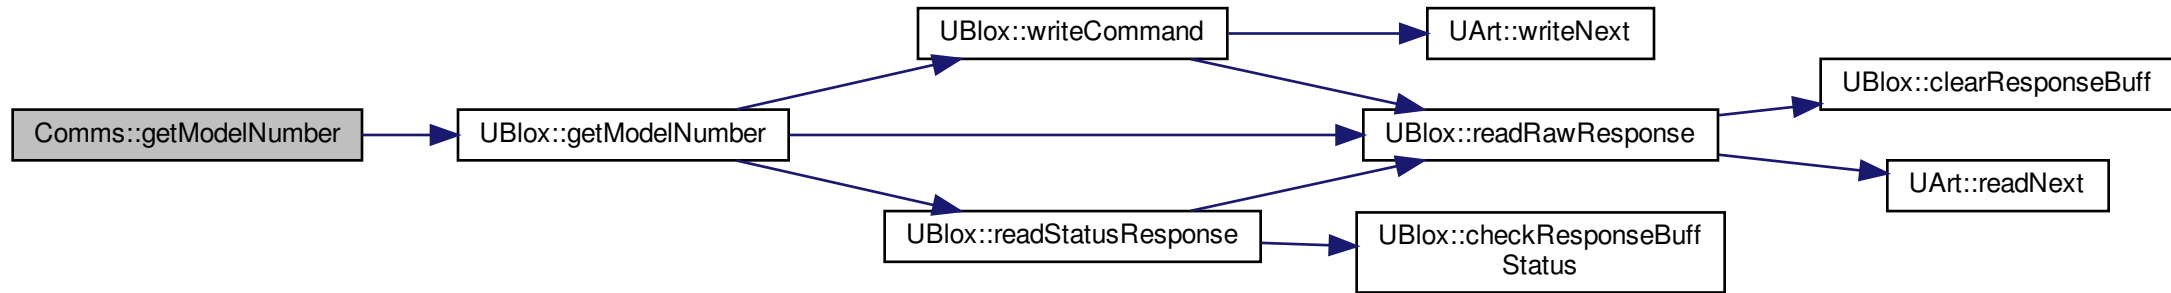 Comms::getModelNumber
UBlox::getModelNumber
UBlox::writeCommand
UBlox::readStatusResponse
UArt::writeNext
UBlox::readRawResponse
UBlox::checkResponseBuff
Status
UBlox::clearResponseBuff
UArt::readNext